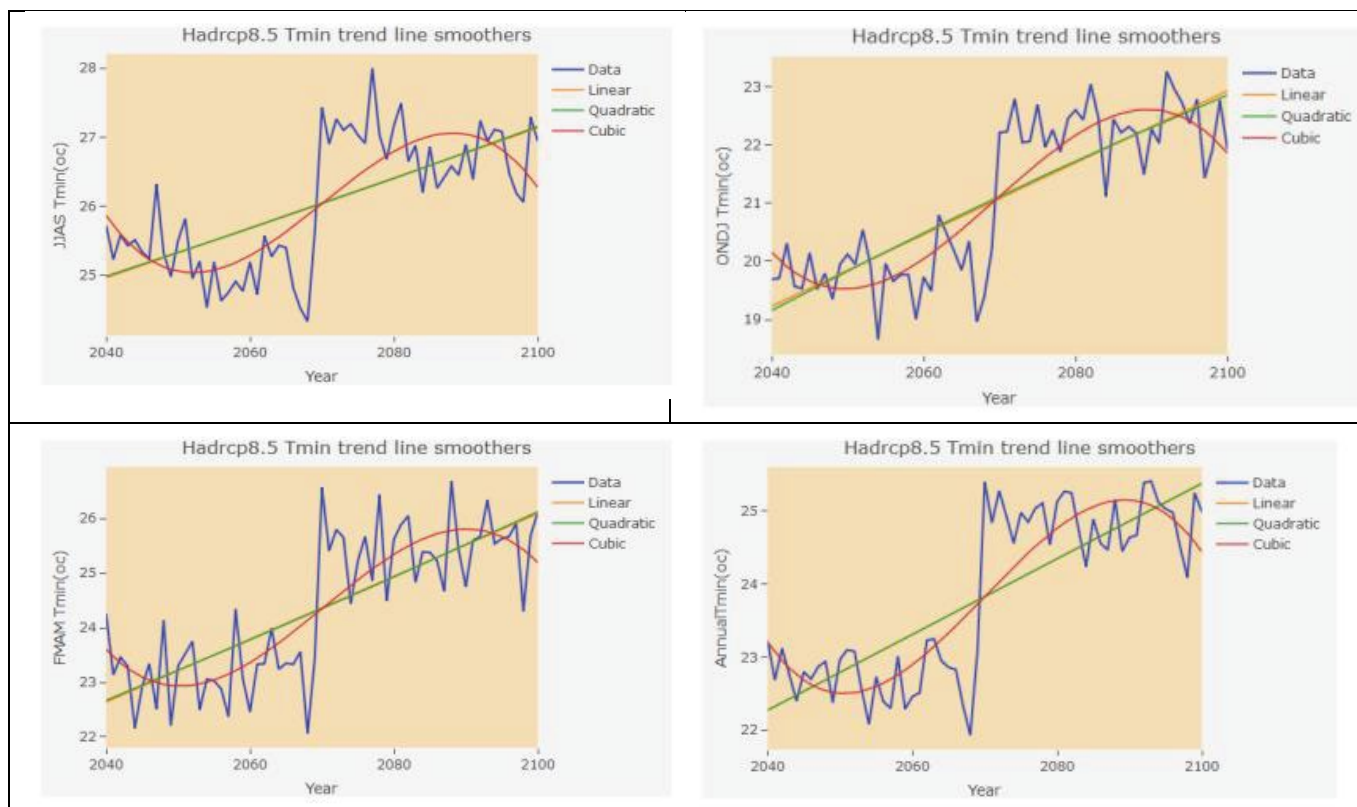 Hadrcp8.5 Tmin trend line smoothers
JJAS Tmin(oc)
28
27
26
25
2040
2060
2080
2100
Year
Data
Linear
Quadratic
Cubic
Hadrcp8.5 Tmin trend line smoothers
ONDJ Tmin(oc)
23
22
21
20
19
2040
2060
2080
2100
Year
Data
Linear
Quadratic
Cubic
Hadrcp8.5 Tmin trend line smoothers
FMAM Tmin(oc)
26
25
24
23
22
2040
2060
2080
2100
Year
Data
Linear
Quadratic
Cubic
Hadrcp8.5 Tmin trend line smoothers
AnnualTmin(oc)
25
24
23
22
2040
2060
2080
2100
Year
Data
Linear
Quadratic
Cubic